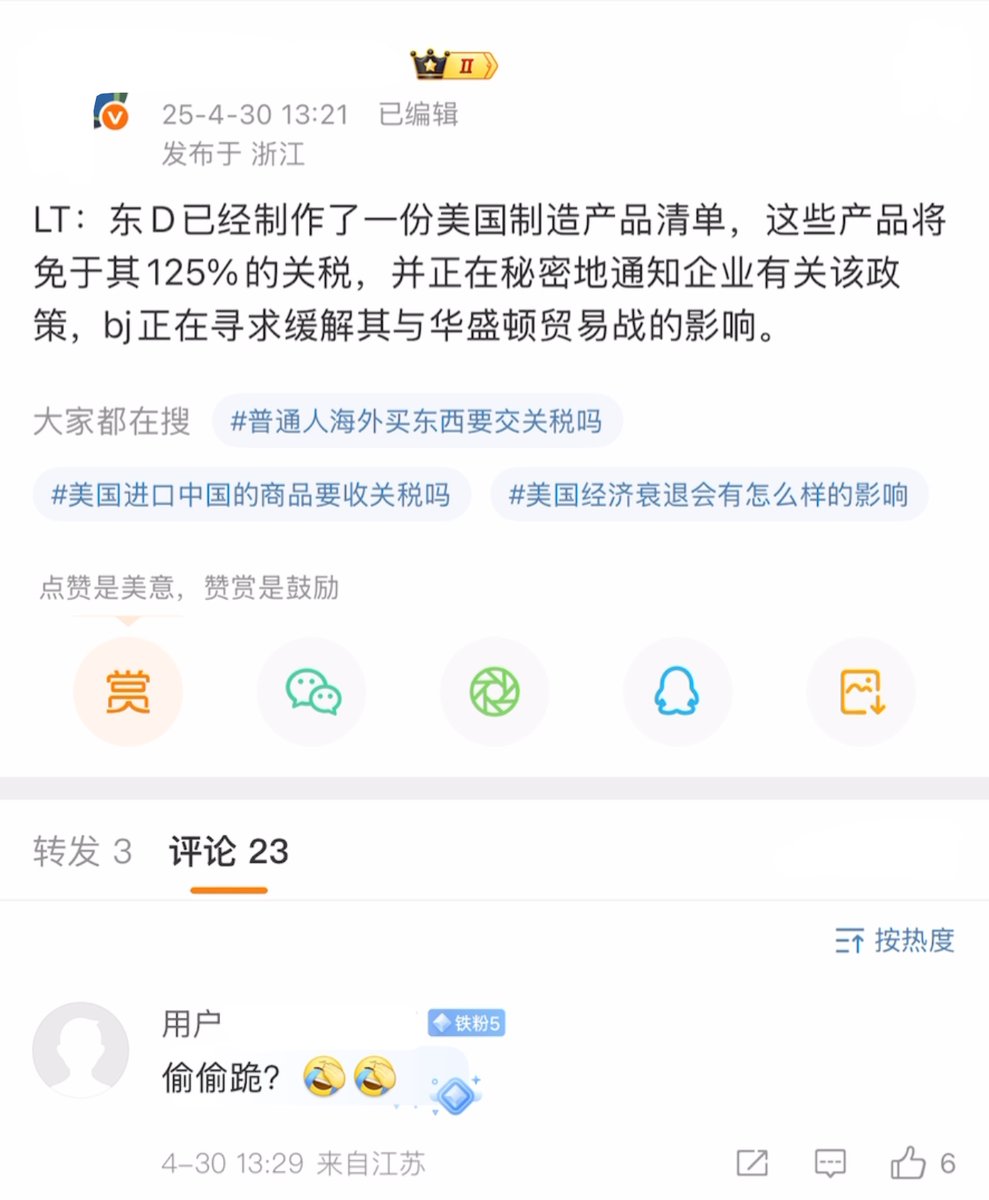 II
25-4-30 13:21 已编辑
发布于 浙江
LT：东D已经制作了一份美国制造产品清单，这些产品将
免于其125%的关税，并正在秘密地通知企业有关该政
策，bj正在寻求缓解其与华盛顿贸易战的影响。
大家都在搜 #普通人海外买东西要交关税吗
#美国进口中国的商品要收关税吗 #美国经济衰退会有怎么样的影响
点赞是美意，赞赏是鼓励
赏
转发 3 评论 23
按热度
用户 铁粉5
偷偷跪？🤣🤣
4-30 13:29 来自江苏 6